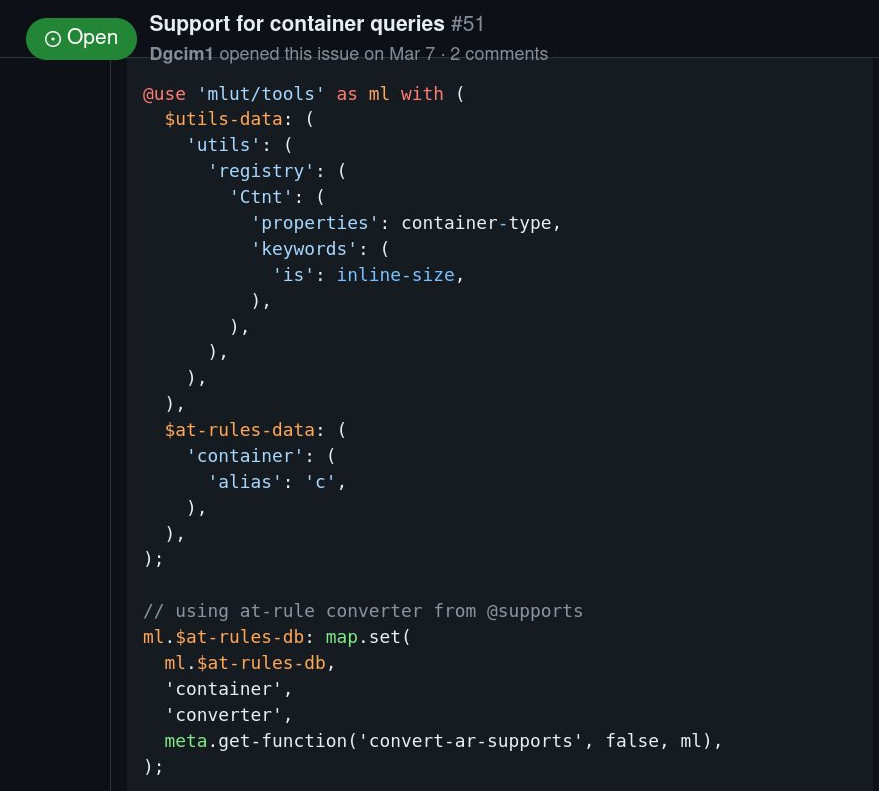 Open
Support for container queries #51
Dgcim1 opened this issue on Mar 7 · 2 comments
@use 'mlut/tools' as ml with (
  $utils-data: (
    'utils': (
      'registry': (
        'Ctnt': (
          'properties': container-type,
          'keywords': (
            'is': inline-size,
          ),
        ),
      ),
    ),
  ),
  $at-rules-data: (
    'container': (
      'alias': 'c',
    ),
  ),
);

// using at-rule converter from @supports
ml.$at-rules-db: map.set(
  ml.$at-rules-db,
  'container',
  'converter',
  meta.get-function('convert-ar-supports', false, ml),
);